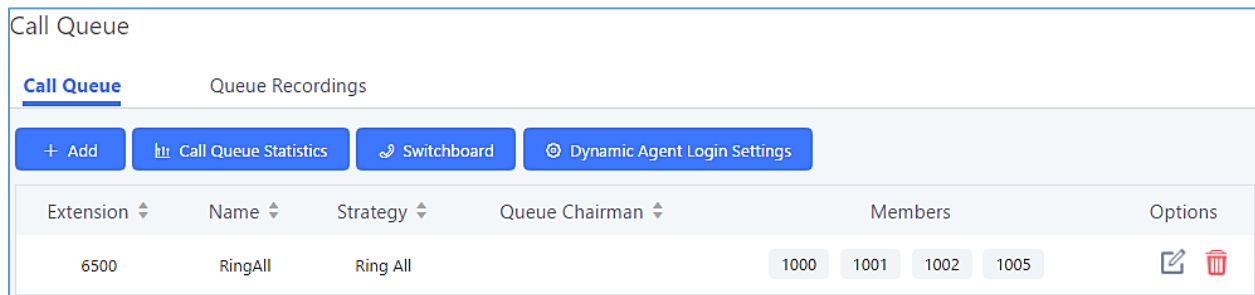 Call Queue
Call Queue Queue Recordings
+ Add Call Queue Statistics Switchboard Dynamic Agent Login Settings
Extension Name Strategy Queue Chairman Members Options
6500 RingAll Ring All 1000 1001 1002 1005